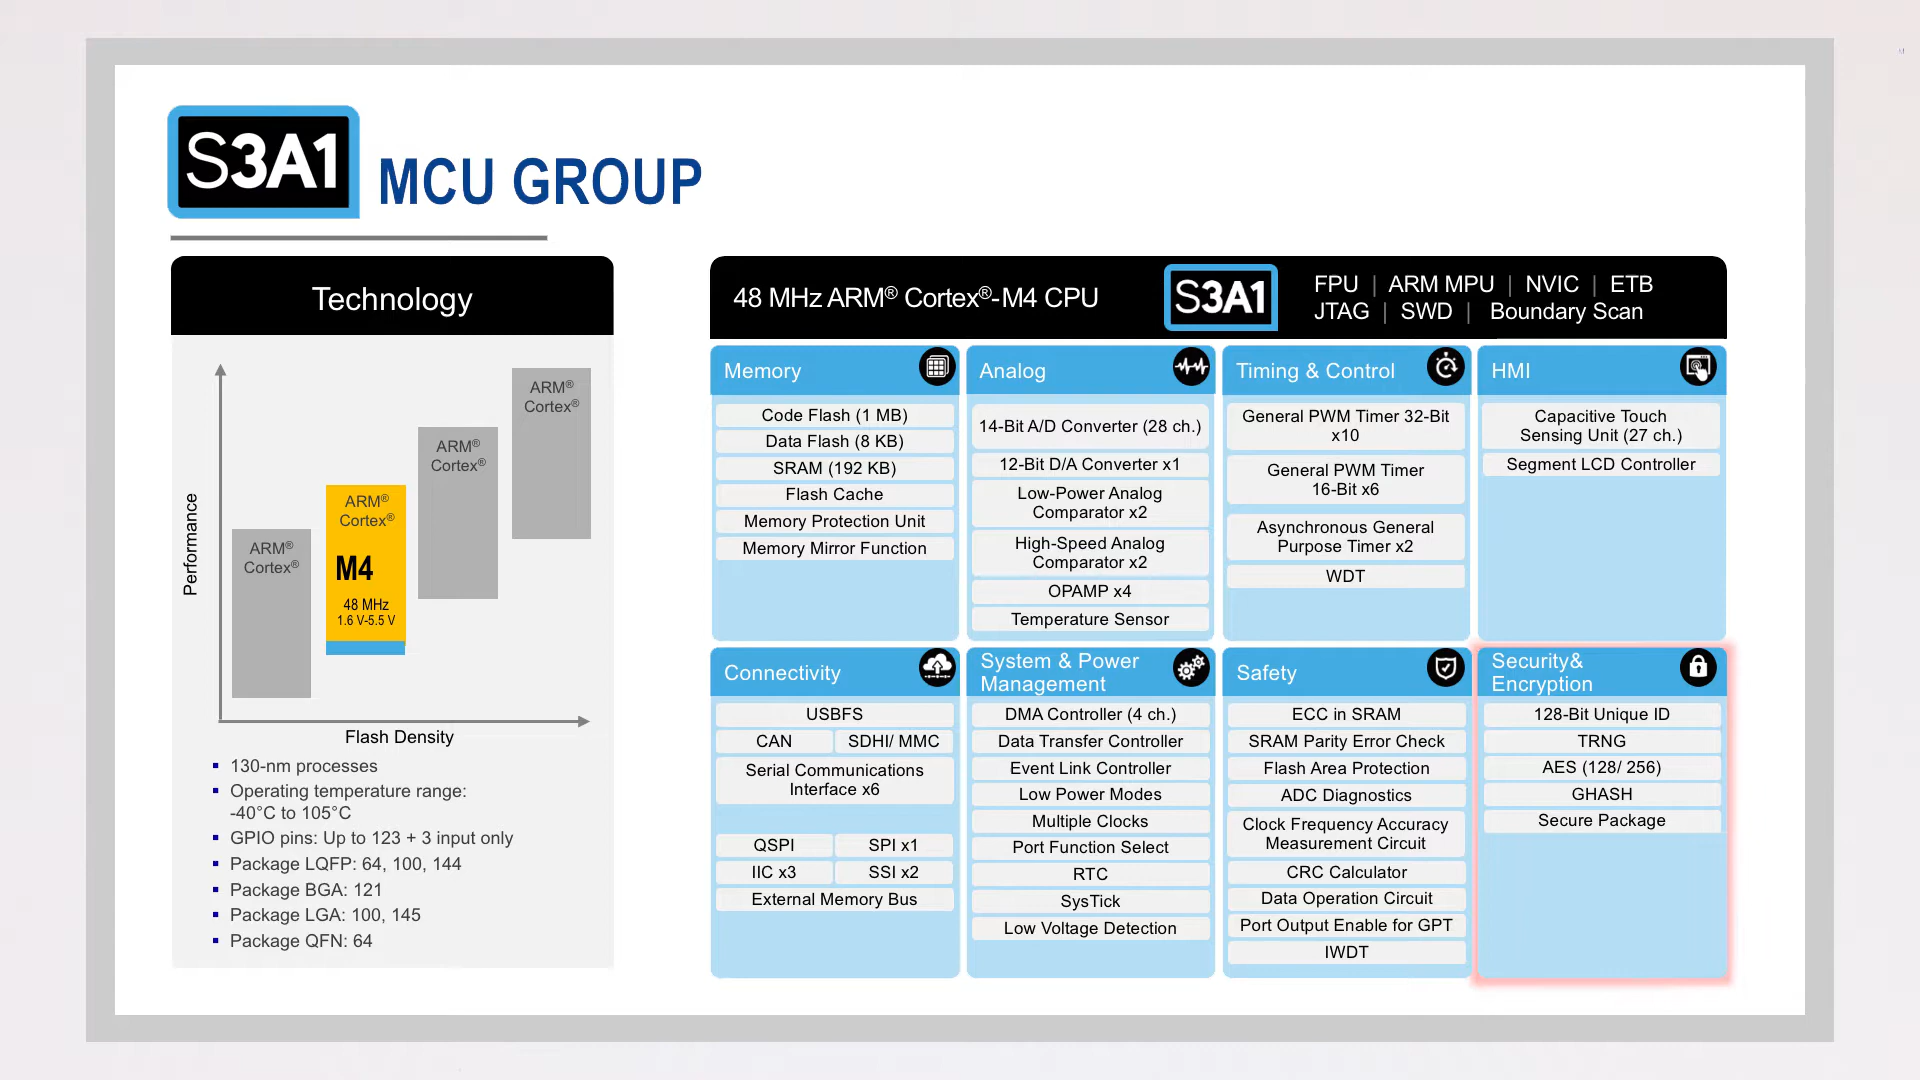 S3A1 MCU GROUP
Technology
Performance
ARM® Cortex®
ARM® Cortex®
M4
48 MHz
1.6 V-5.5 V
ARM® Cortex®
ARM® Cortex®
Flash Density
130-nm processes
Operating temperature range:
-40°C to 105°C
GPIO pins: Up to 123 + 3 input only
Package LQFP: 64, 100, 144
Package BGA: 121
Package LGA: 100, 145
Package QFN: 64
48 MHz ARM® Cortex®-M4 CPU
S3A1
FPU | ARM MPU | NVIC | ETB
JTAG | SWD | Boundary Scan
Memory
Code Flash (1 MB)
Data Flash (8 KB)
SRAM (192 KB)
Flash Cache
Memory Protection Unit
Memory Mirror Function
Analog
14-Bit A/D Converter (28 ch.)
12-Bit D/A Converter x1
Low-Power Analog
Comparator x2
High-Speed Analog
Comparator x2
OPAMP x4
Temperature Sensor
Timing & Control
General PWM Timer 32-Bit
x10
General PWM Timer
16-Bit x6
Asynchronous General
Purpose Timer x2
WDT
HMI
Capacitive Touch
Sensing Unit (27 ch.)
Segment LCD Controller
Connectivity
USBFS
CAN SDHI/ MMC
Serial Communications
Interface x6
QSPI SPI x1
IIC x3 SSI x2
External Memory Bus
System & Power
Management
DMA Controller (4 ch.)
Data Transfer Controller
Event Link Controller
Low Power Modes
Multiple Clocks
Port Function Select
RTC
SysTick
Low Voltage Detection
Safety
ECC in SRAM
SRAM Parity Error Check
Flash Area Protection
ADC Diagnostics
Clock Frequency Accuracy
Measurement Circuit
CRC Calculator
Data Operation Circuit
Port Output Enable for GPT
IWDT
Security&
Encryption
128-Bit Unique ID
TRNG
AES (128/ 256)
GHASH
Secure Package